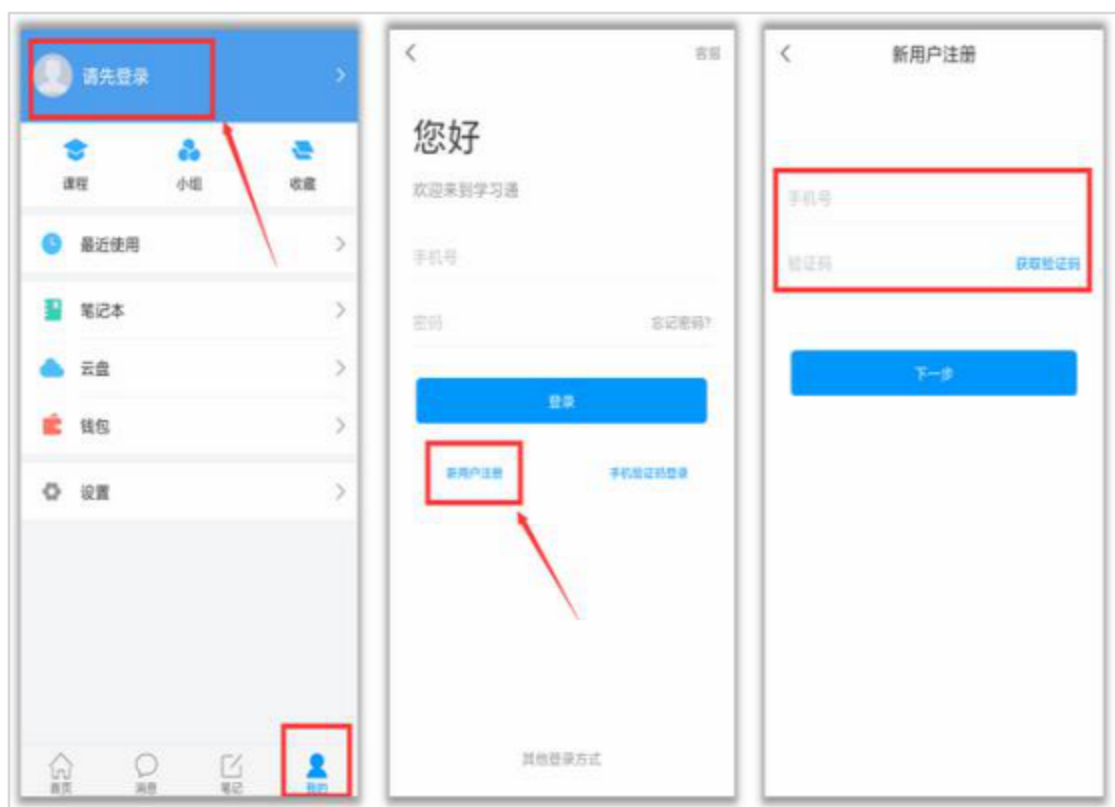 请先登录
课程
小组
收藏
最近使用
笔记本
云盘
钱包
设置
首页
消息
笔记
我的
客服
您好
欢迎来到学习通
手机号
密码
忘记密码?
登录
新用户注册
手机验证码登录
其他登录方式
新用户注册
手机号
验证码
获取验证码
下一步